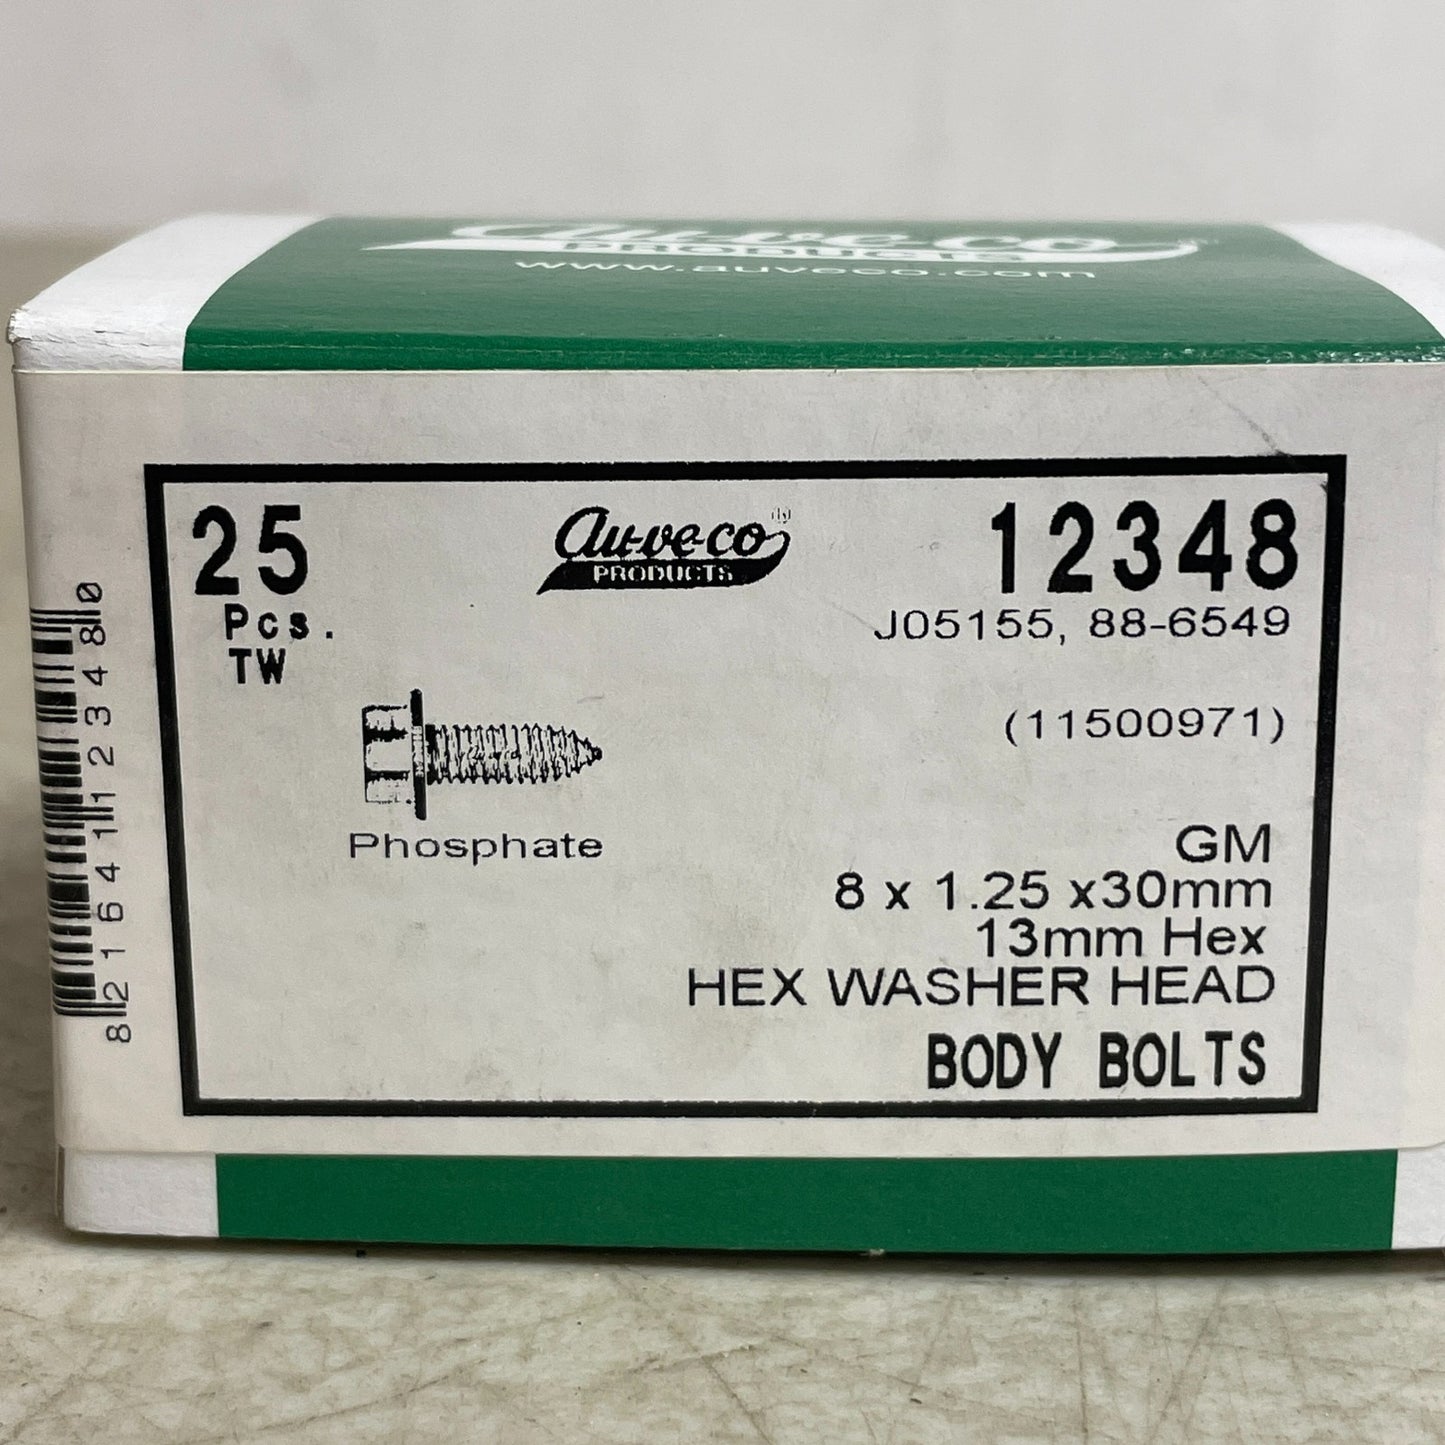 Au-ve-co
PRODUCTS
www.auveco.com
25
Pcs.
TW
Au-ve-co
PRODUCTS
12348
J05155, 88-6549
(11500971)
Phosphate
GM
8 x 1.25 x30mm
13mm Hex
HEX WASHER HEAD
BODY BOLTS
8 21641 12348 0